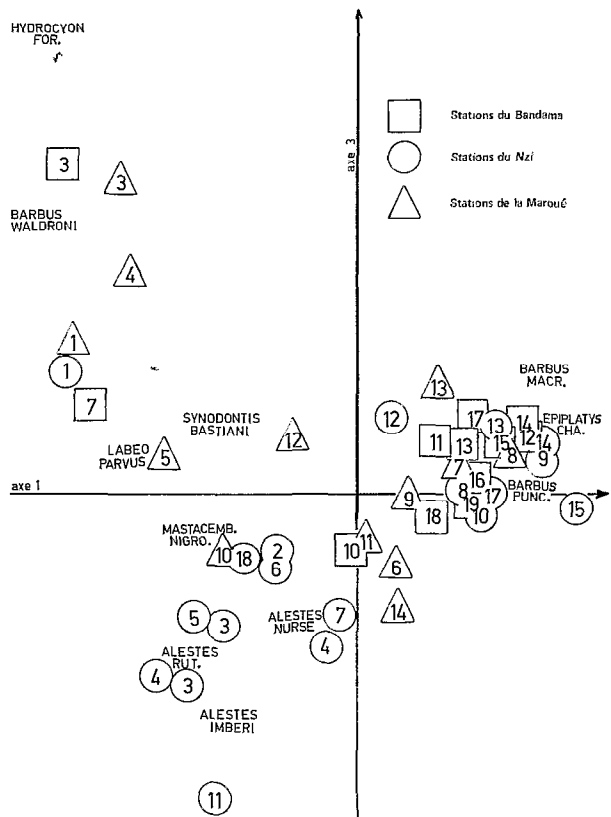 HYDROCYON
FOR.
axe 3
Stations du Bandama
Stations du Nzi
Stations de la Maroué
3
3
BARBUS
WALDRONI
4
1
1
7
BARBUS
MACR.
13
SYNODONTIS
BASTIANI
12
12
17
13
14
EPIPLATYS
CHA.
LABEO
PARVUS
5
11
13
15
12
14
8
9
7
16
BARBUS
PUNC.
axe 1
9
8
17
15
18
19
10
MASTACEMB.
NIGRO.
10
18
2
6
10
11
6
5
3
ALESTES
NURSE
7
4
14
ALESTES
RUT.
4
3
ALESTES
IMBERI
11